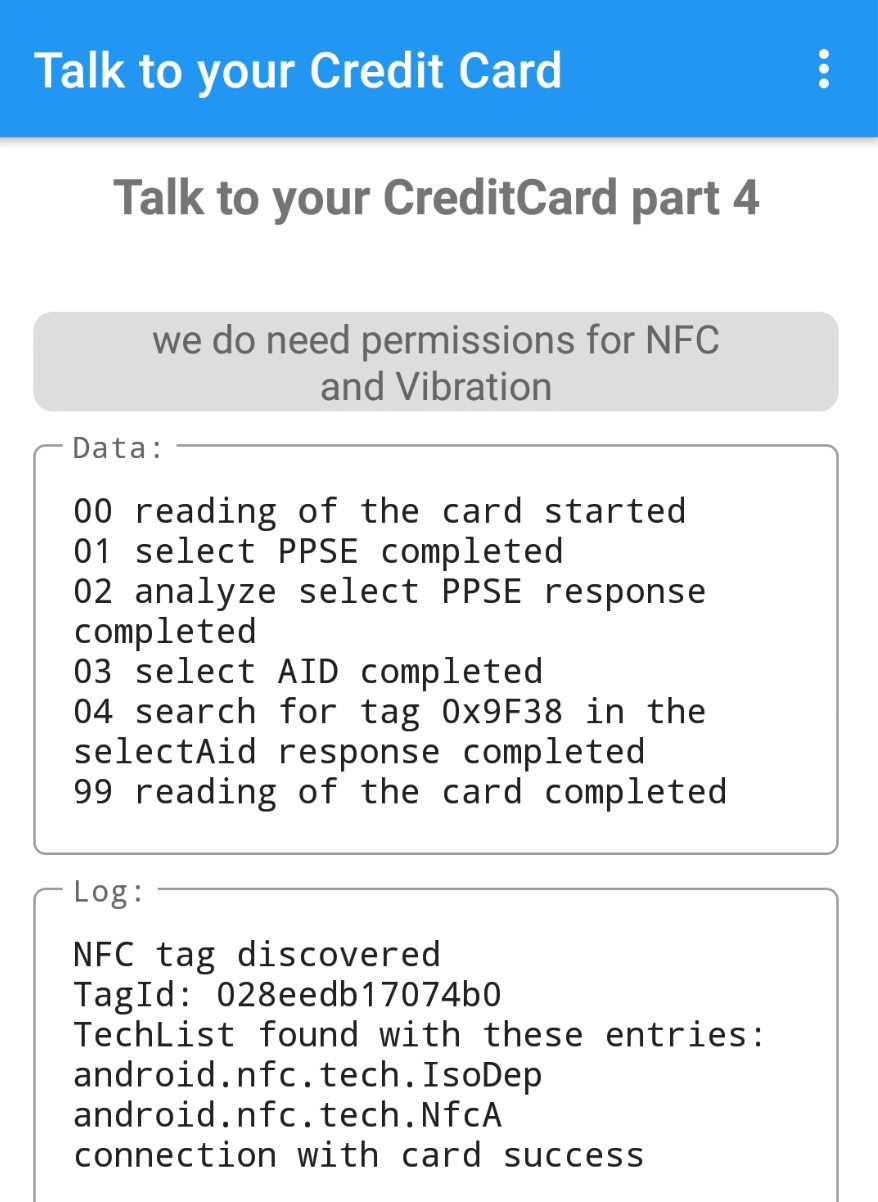 Talk to your Credit Card
Talk to your CreditCard part 4
we do need permissions for NFC
and Vibration
Data:
00 reading of the card started
01 select PPSE completed
02 analyze select PPSE response
completed
03 select AID completed
04 search for tag 0x9F38 in the
selectAid response completed
99 reading of the card completed
Log:
NFC tag discovered
TagId: 028eedb17074b0
TechList found with these entries:
android.nfc.tech.IsoDep
android.nfc.tech.NfcA
connection with card success